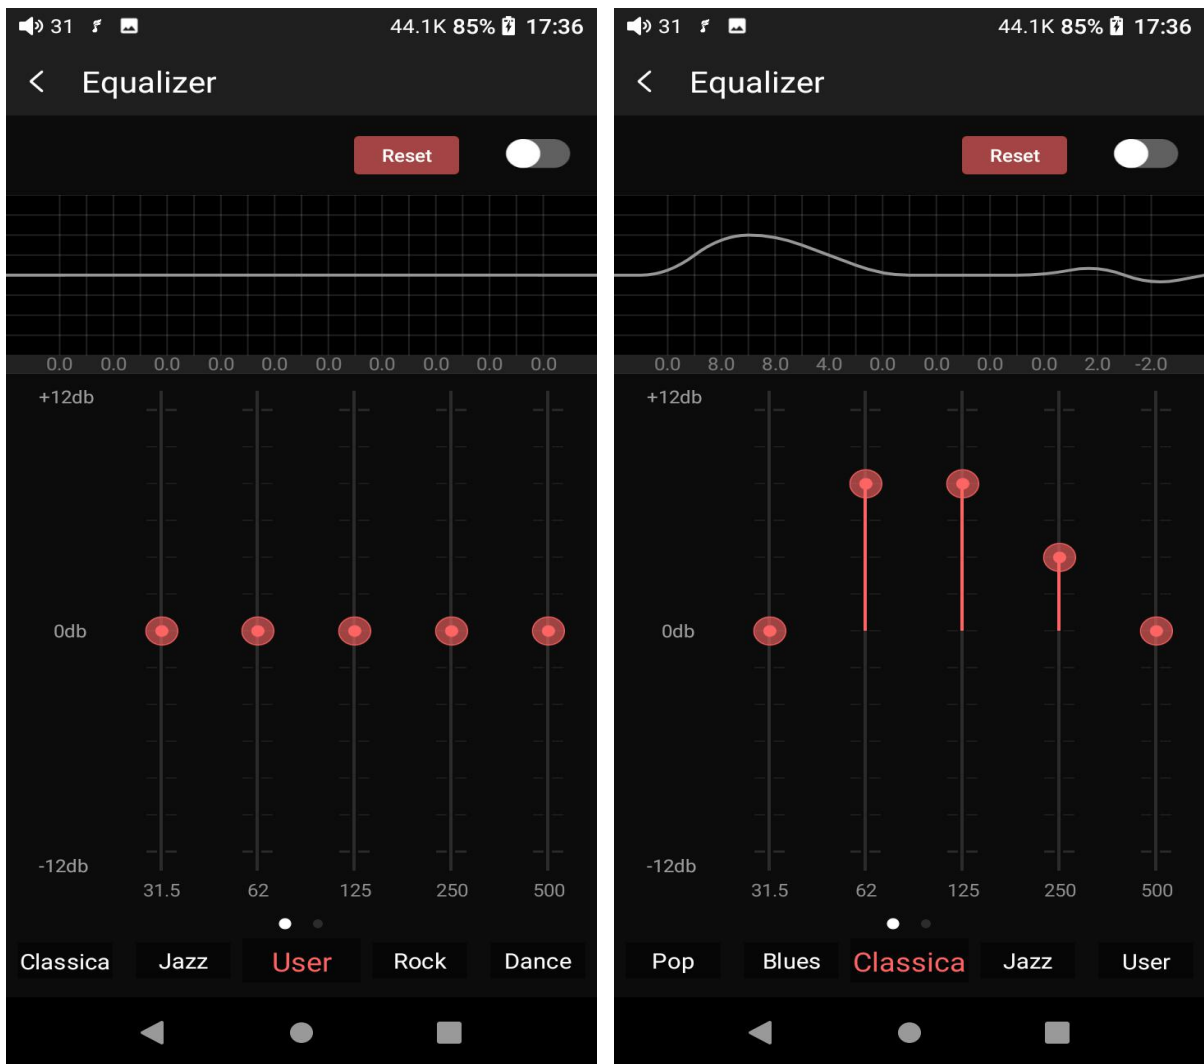 31 44.1K 85% 17:36
Equalizer
Reset
0.0 0.0 0.0 0.0 0.0 0.0 0.0 0.0 0.0 0.0
+12db
0db
-12db
31.5 62 125 250 500
Classica Jazz User Rock Dance
31 44.1K 85% 17:36
Equalizer
Reset
0.0 8.0 8.0 4.0 0.0 0.0 0.0 0.0 2.0 -2.0
+12db
0db
-12db
31.5 62 125 250 500
Pop Blues Classica Jazz User